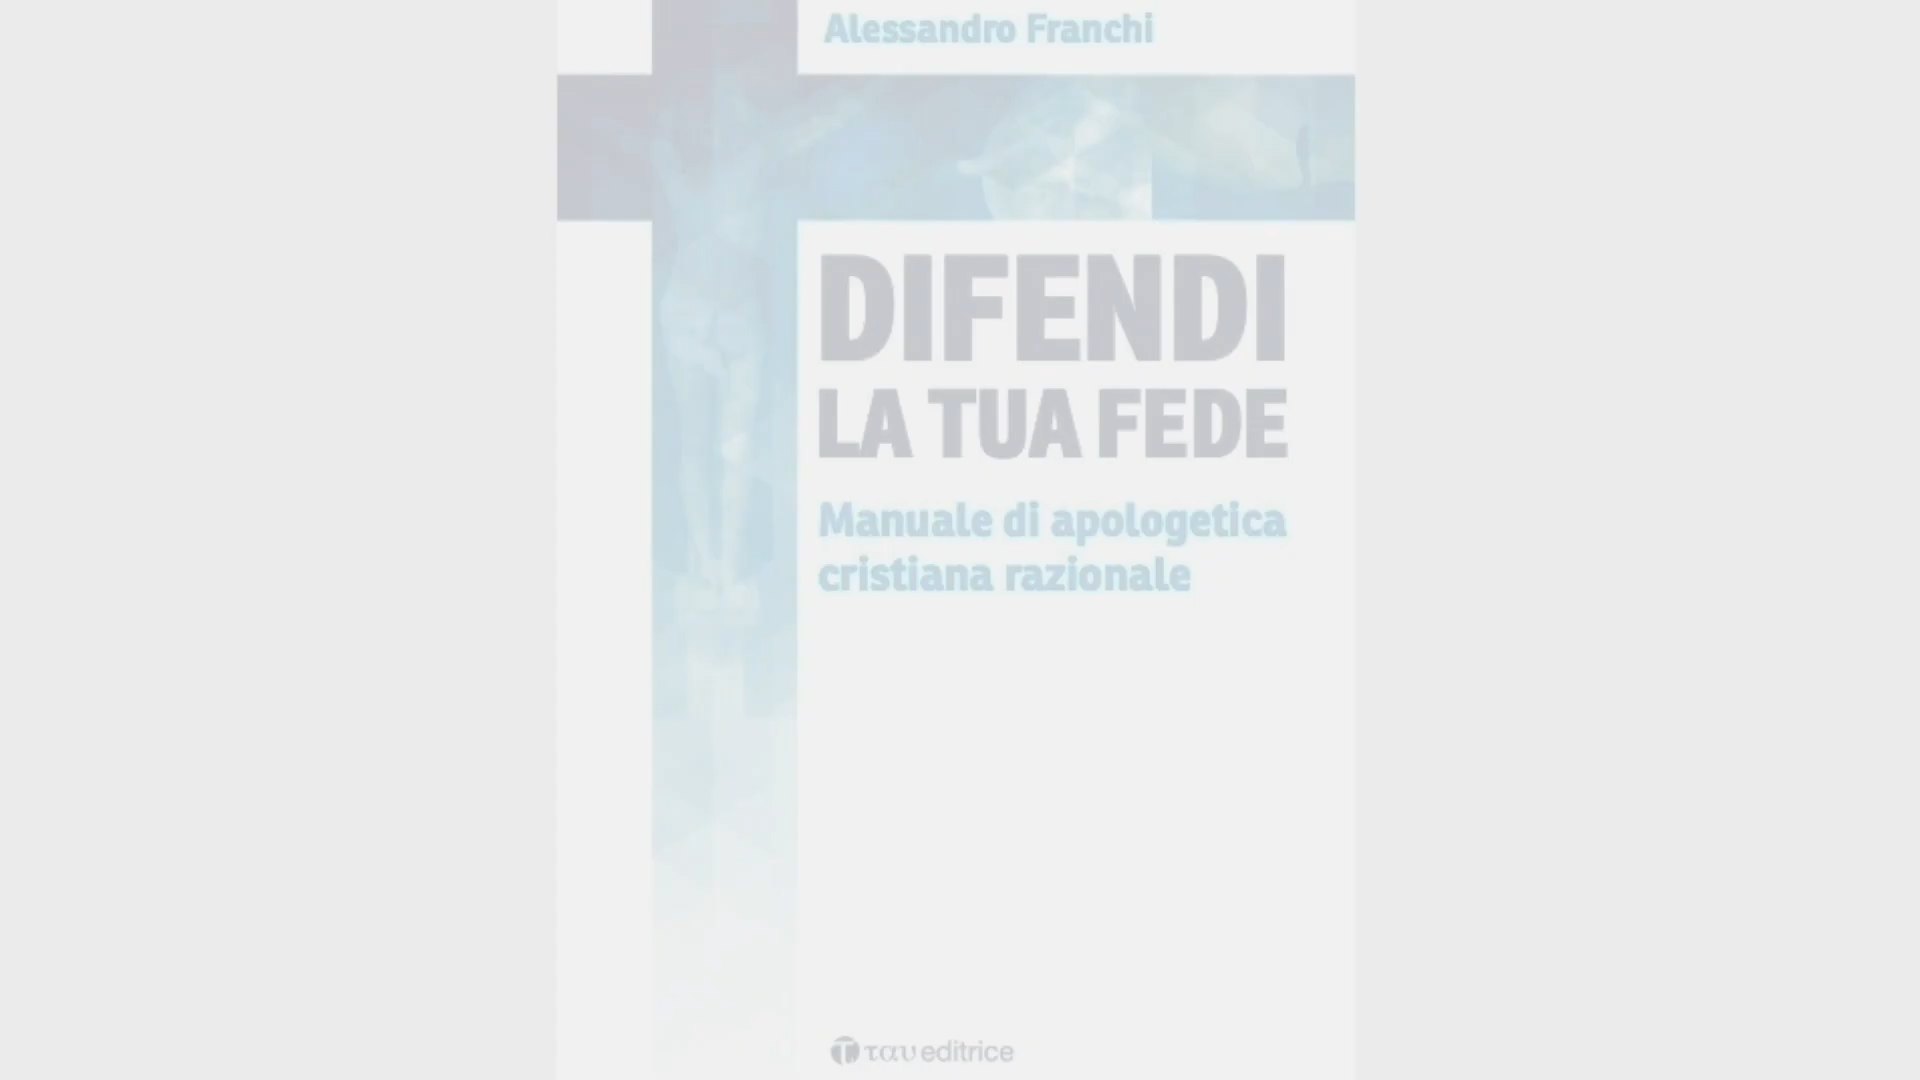 Alessandro Franchi
DIFENDI
LA TUA FEDE
Manuale di apologetica
cristiana razionale
ταυ editrice